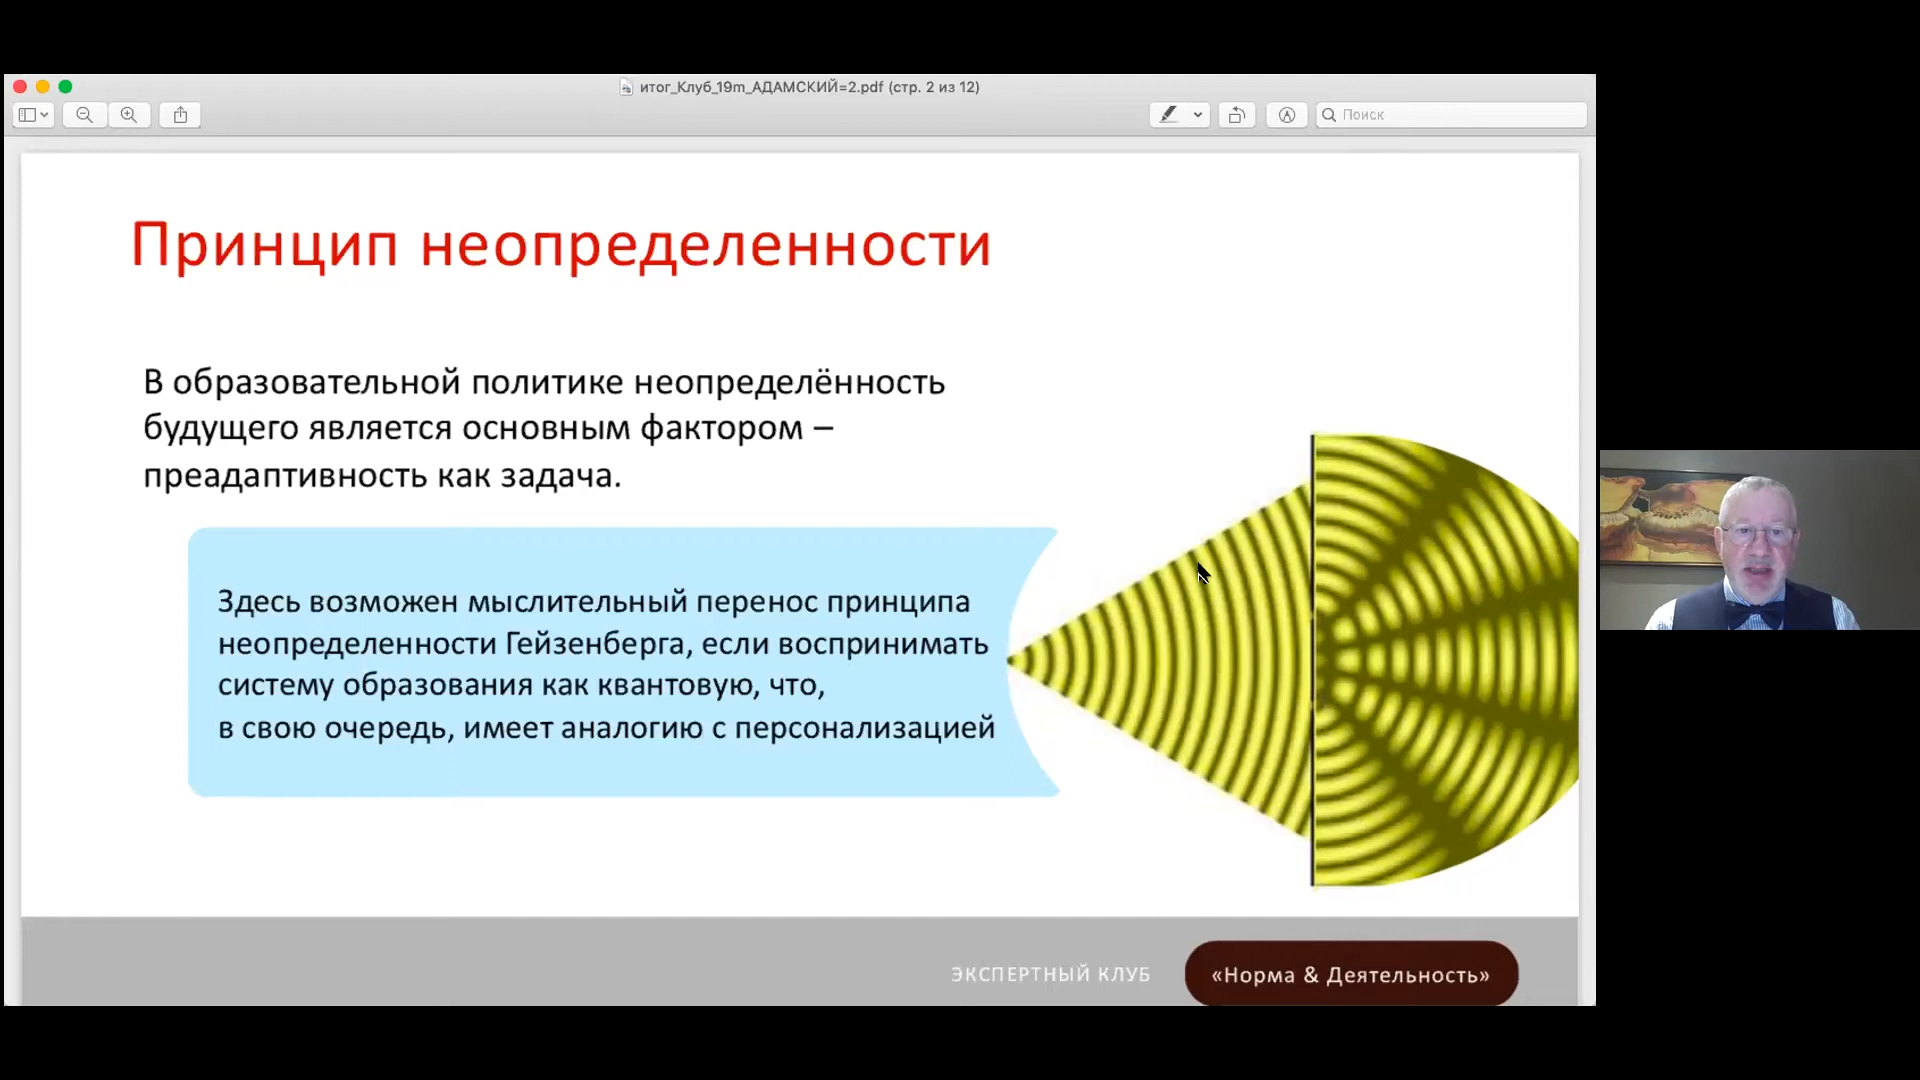 итог_Клуб_19m_АДАМСКИЙ=2.pdf (стр. 2 из 12)
Поиск
Принцип неопределенности
В образовательной политике неопределённость
будущего является основным фактором –
преадаптивность как задача.
Здесь возможен мыслительный перенос принципа
неопределенности Гейзенберга, если воспринимать
систему образования как квантовую, что,
в свою очередь, имеет аналогию с персонализацией
ЭКСПЕРТНЫЙ КЛУБ
«Норма & Деятельность»